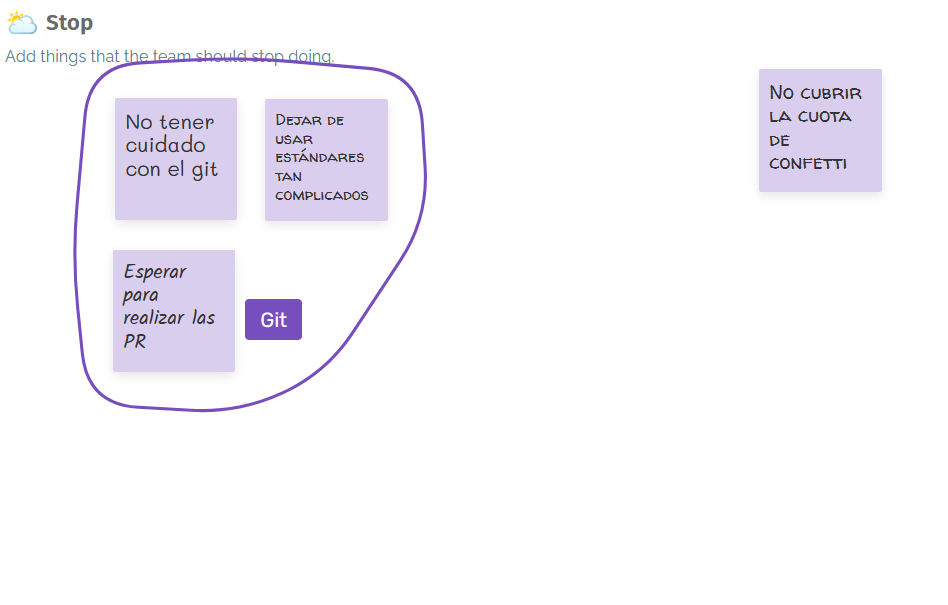 Stop
Add things that the team should stop doing.
No tener
cuidado
con el git
Dejar de
usar
estándares
tan
complicados
No cubrir
la cuota
de
confetti
Esperar
para
realizar las
PR
Git